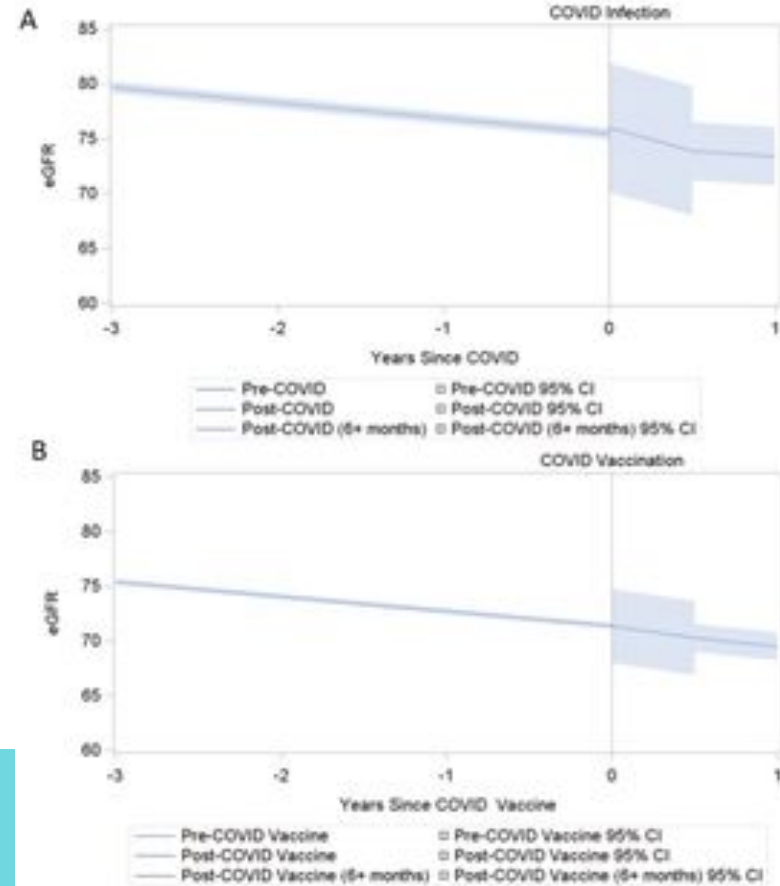 A
COVID Infection
85
80
75
70
65
60
eGFR
-3 -2 -1 0 1
Years Since COVID
Pre-COVID Pre-COVID 95% CI
Post-COVID Post-COVID 95% CI
Post-COVID (6+ months) Post-COVID (6+ months) 95% CI
B
COVID Vaccination
85
80
75
70
65
60
eGFR
-3 -2 -1 0 1
Years Since COVID Vaccine
Pre-COVID Vaccine Pre-COVID Vaccine 95% CI
Post-COVID Vaccine Post-COVID Vaccine 95% CI
Post-COVID Vaccine (6+ months) Post-COVID Vaccine (6+ months) 95% CI